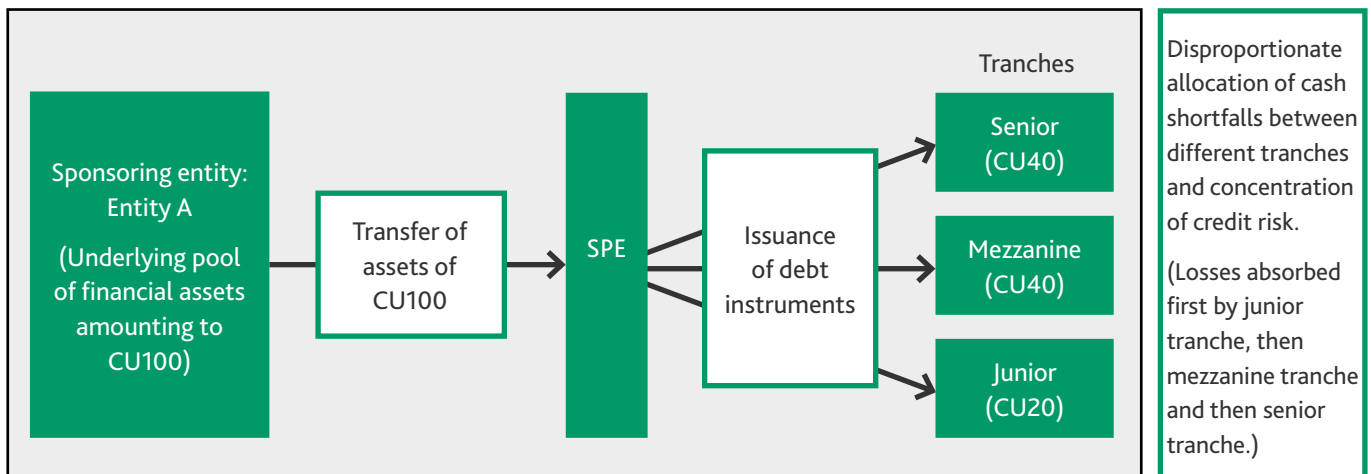 Sponsoring entity:
Entity A
(Underlying pool
of financial assets
amounting to
CU100)
Transfer of
assets of
CU100
SPE
Issuance
of debt
instruments
Tranches
Senior
(CU40)
Mezzanine
(CU40)
Junior
(CU20)
Disproportionate
allocation of cash
shortfalls between
different tranches
and concentration
of credit risk.
(Losses absorbed
first by junior
tranche, then
mezzanine tranche
and then senior
tranche.)